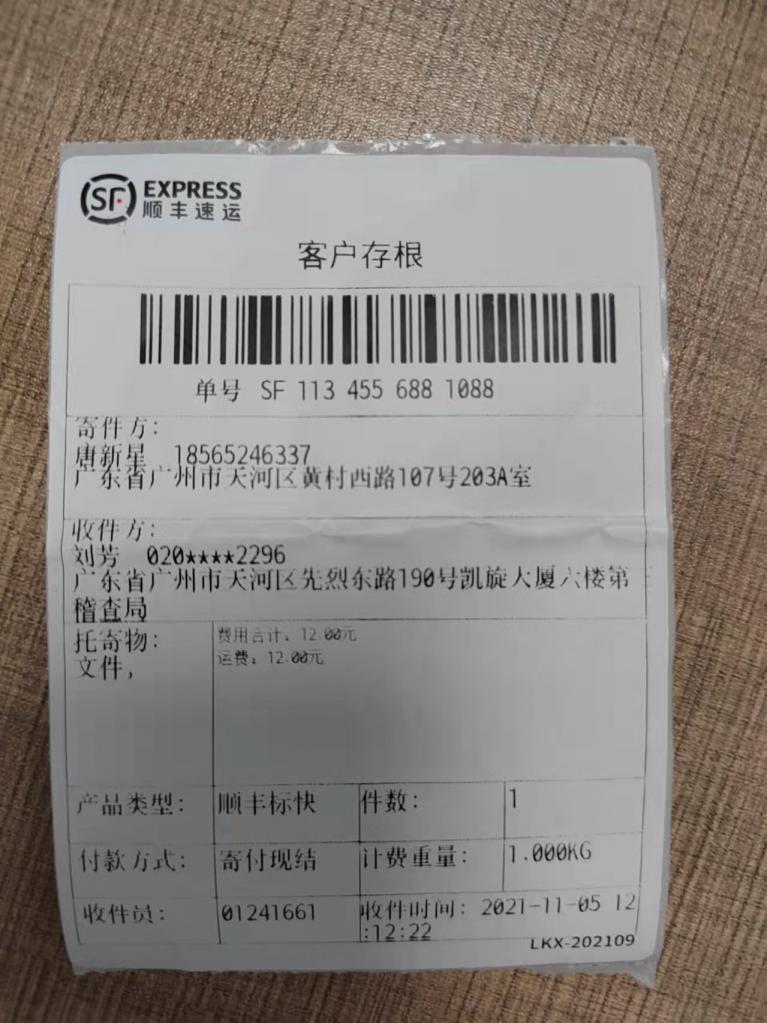 SF EXPRESS
顺丰速运
客户存根
单号 SF 113 455 688 1088
寄件方:
唐新星 18565246337
广东省广州市天河区黄村西路107号203A室
收件方:
刘芳 020****2296
广东省广州市天河区先烈东路190号凯旋大厦六楼第三
稽查局
托寄物:
文件,
费用合计: 12.00元
运费: 12.00元
产品类型: 顺丰标快 件数: 1
付款方式: 寄付现结 计费重量: 1.000KG
收件员: 01241661 收件时间: 2021-11-05 12
:12:22
LKX-202109